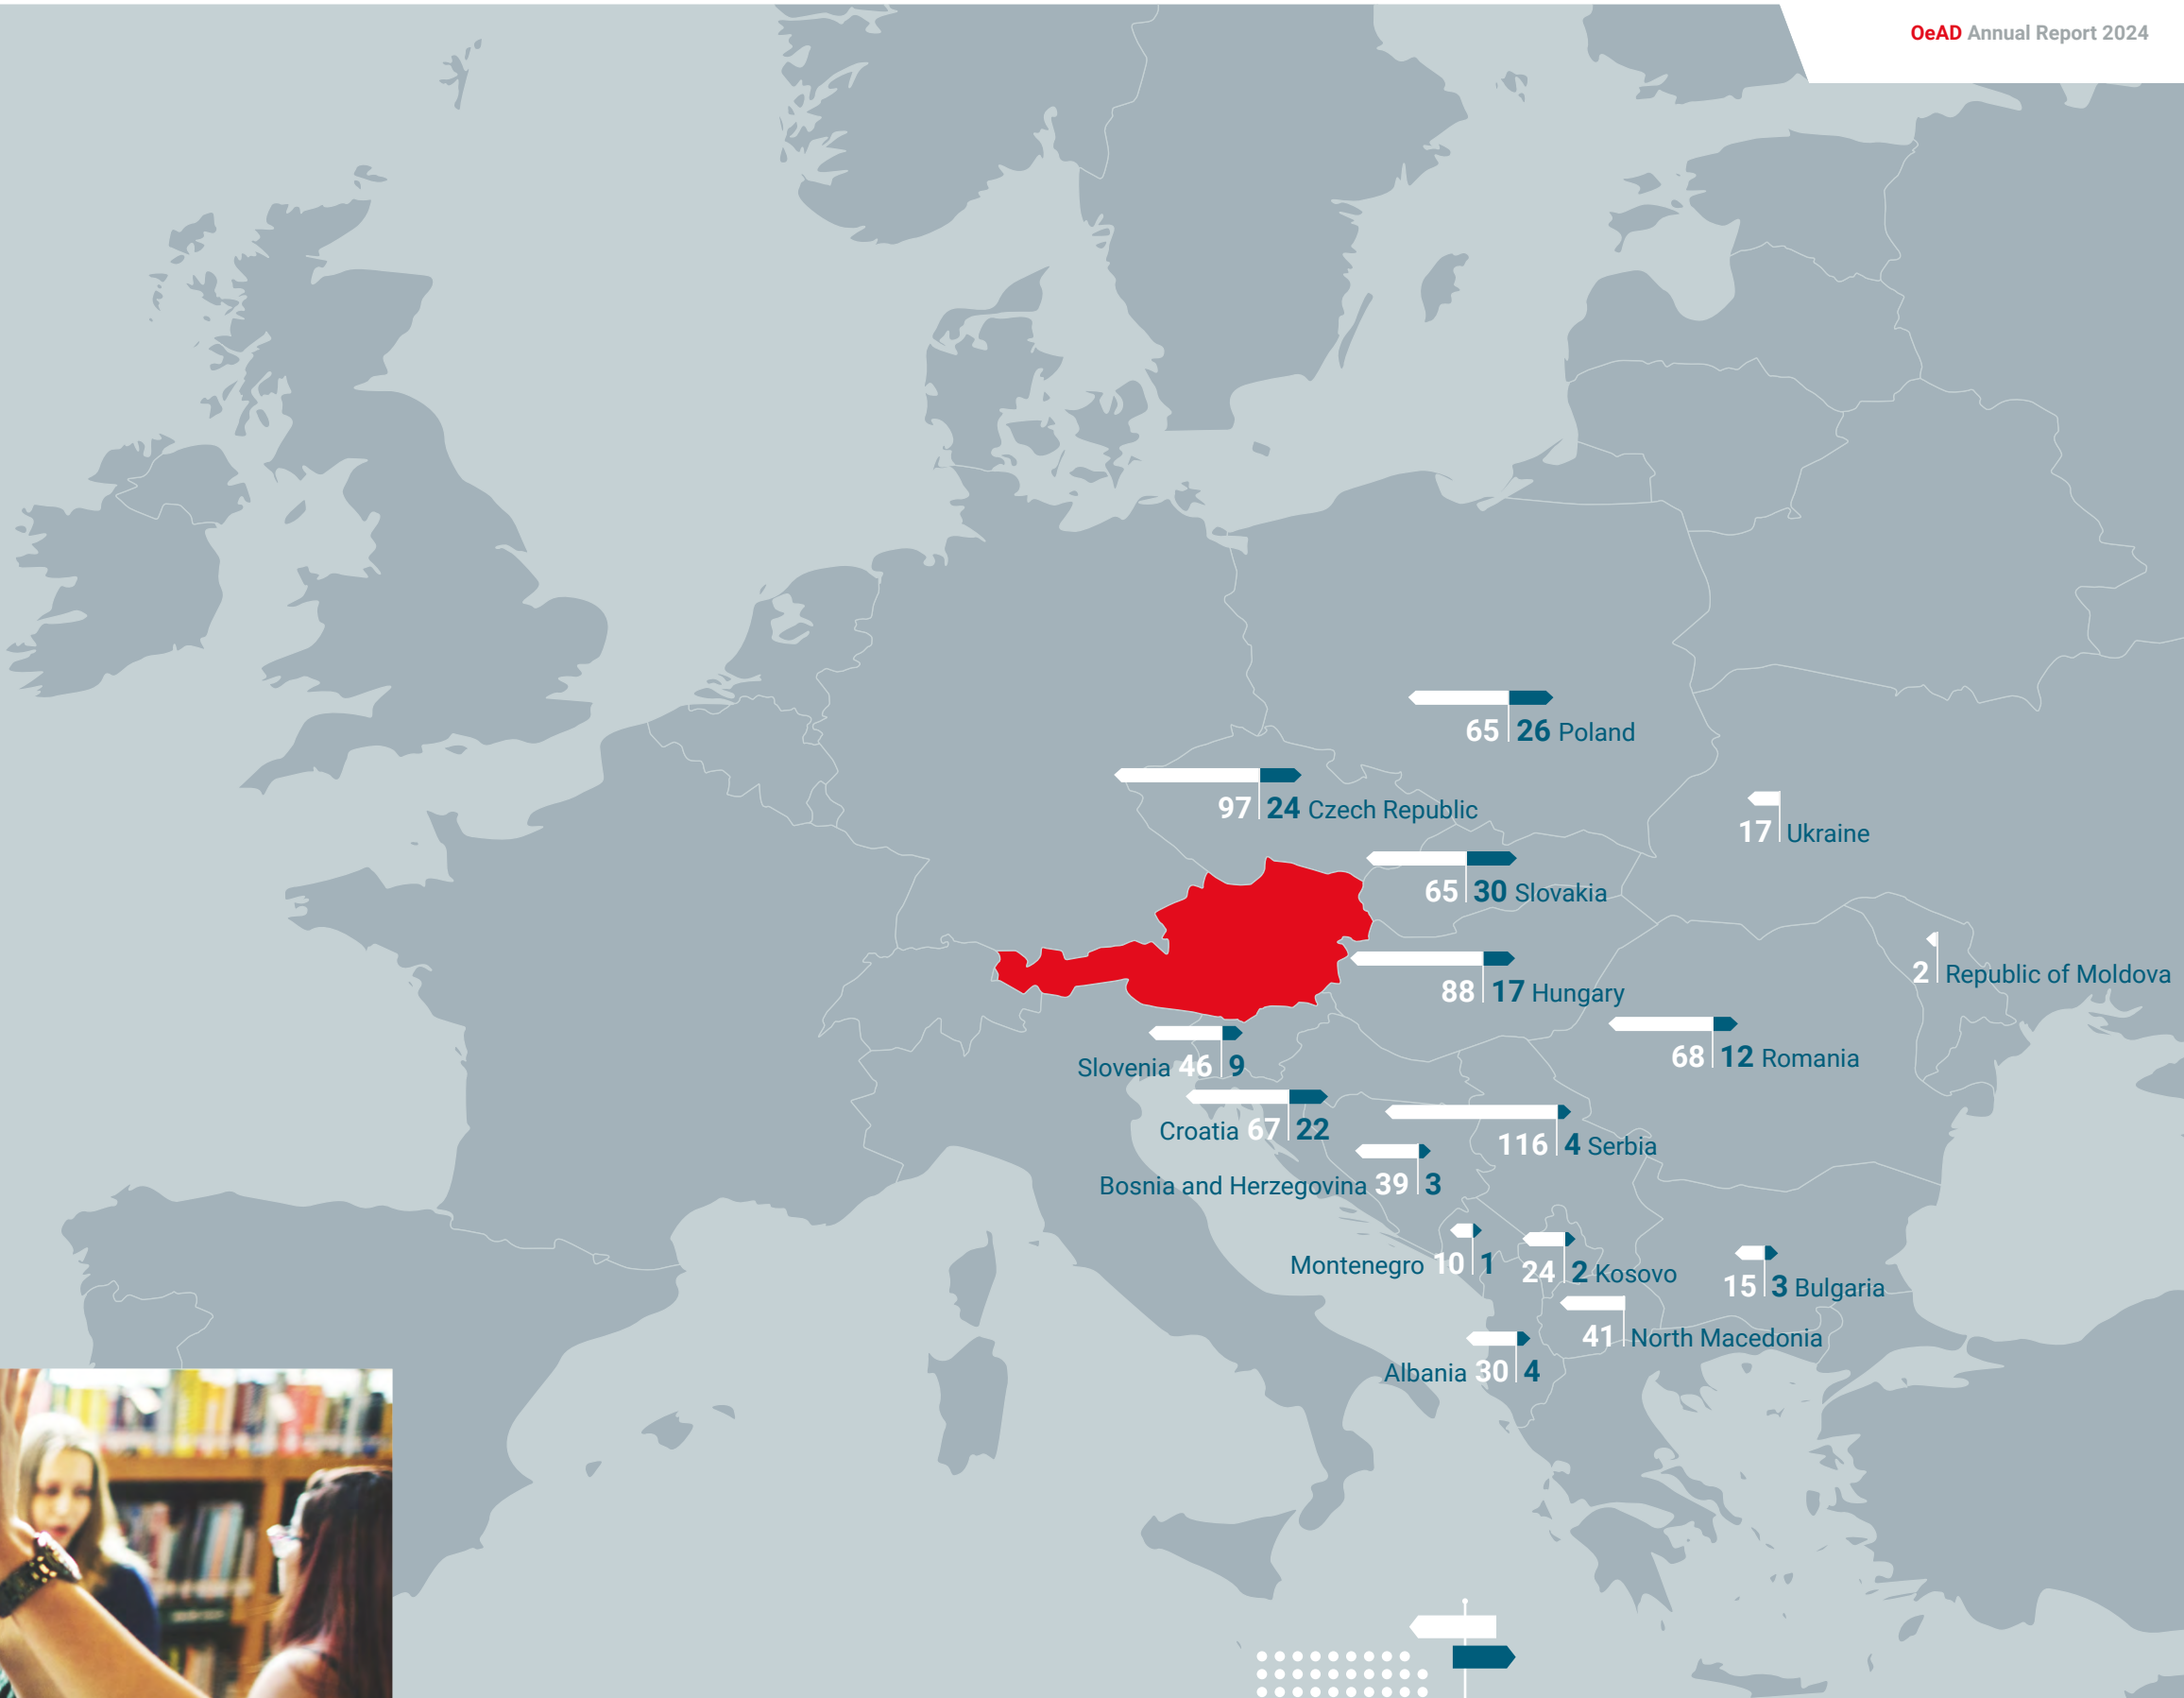 OeAD Annual Report 2024
65 26 Poland
97 24 Czech Republic
17 Ukraine
65 30 Slovakia
2 Republic of Moldova
88 17 Hungary
68 12 Romania
Slovenia 46 9
Croatia 67 22
116 4 Serbia
Bosnia and Herzegovina 39 3
Montenegro 10 1
24 2 Kosovo
15 3 Bulgaria
41 North Macedonia
Albania 30 4